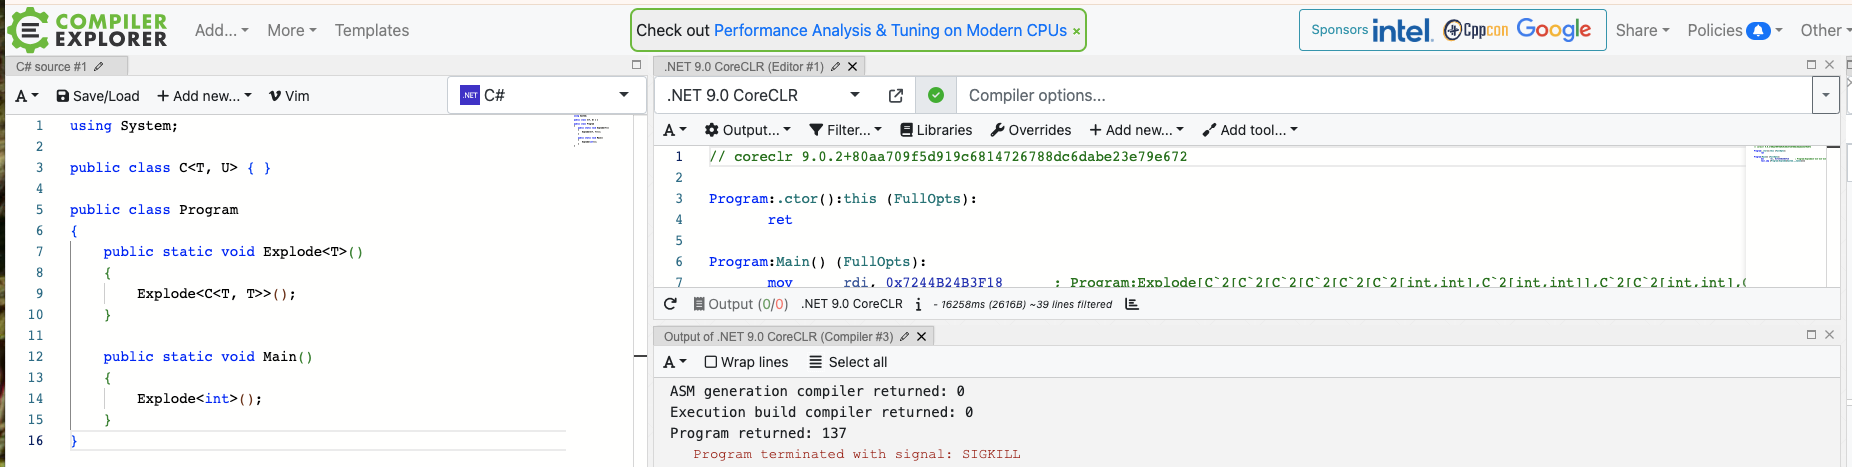 COMPILER EXPLORER Add... More Templates Check out Performance Analysis & Tuning on Modern CPUs × Sponsors intel. Cppcon Google Share Policies Other
C# source #1
A Save/Load + Add new... Vim .NET C#
1 using System;
2
3 public class C<T, U> { }
4
5 public class Program
6 {
7 public static void Explode<T>()
8 {
9 Explode<C<T, T>>();
10 }
11
12 public static void Main()
13 {
14 Explode<int>();
15 }
16 }
.NET 9.0 CoreCLR (Editor #1)
.NET 9.0 CoreCLR Compiler options...
A Output... Filter... Libraries Overrides + Add new... Add tool...
1 // coreclr 9.0.2+80aa709f5d919c6814726788dc6dabe23e79e672
2
3 Program:.ctor():this (FullOpts):
4 ret
5
6 Program:Main() (FullOpts):
7 mov rdi, 0x7244B24B3F18 ; Program:Explode[C`2[C`2[C`2[C`2[C`2[C`2[int,int],C`2[int,int]],C`2[C`2[int,int],C
Output (0/0) .NET 9.0 CoreCLR i - 16258ms (2616B) ~39 lines filtered
Output of .NET 9.0 CoreCLR (Compiler #3)
A Wrap lines Select all
ASM generation compiler returned: 0
Execution build compiler returned: 0
Program returned: 137
Program terminated with signal: SIGKILL